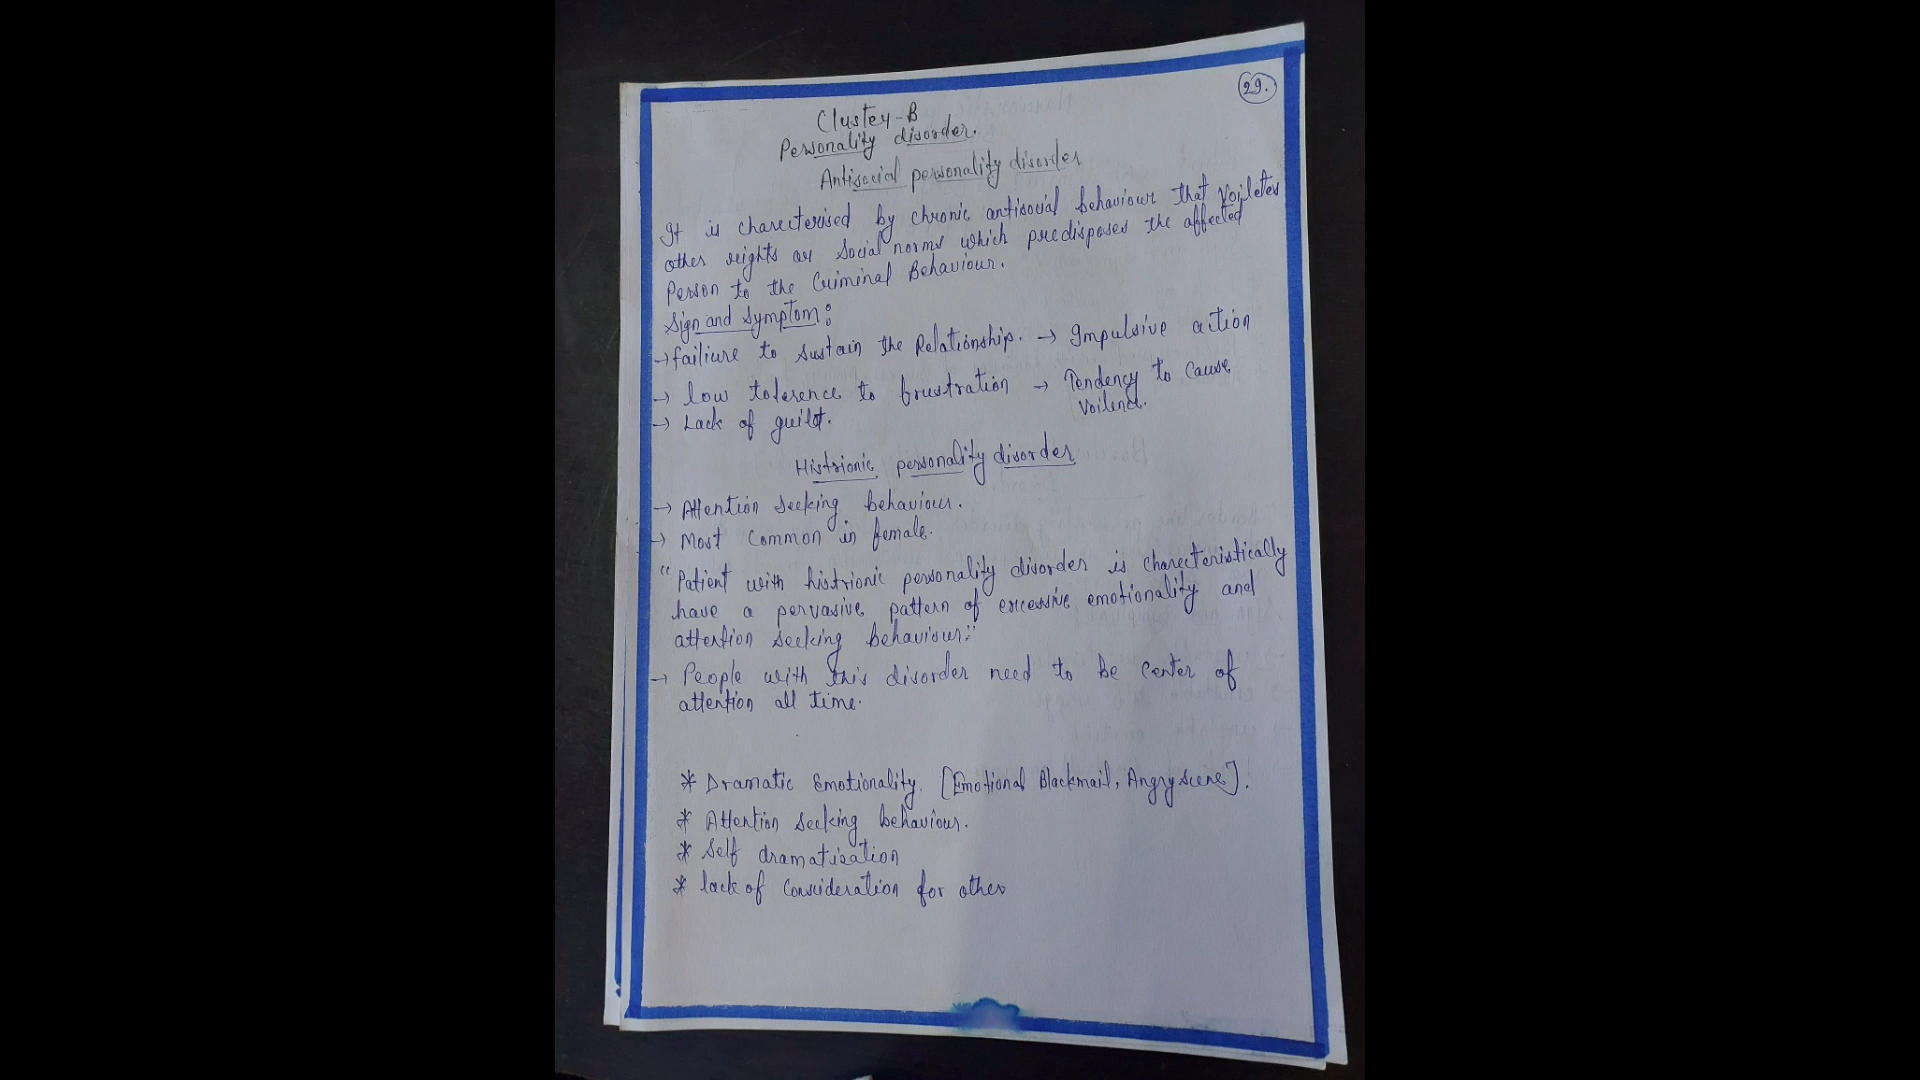 29.
Cluster-B
Personality disorder.
Antisocial personality disorder
It is charecterised by chronic antisocial behaviour that voiletes
other rights or social norms which predisposes the affected
Person to the Criminal Behaviour.
Sign and Symptom:
→ failiure to sustain the Relationship. → Impulsive action
→ low tolerence to frustration → Tendency to cause
voilence.
→ Lack of guilt.
Histrionic personality disorder
→ Attention seeking behaviour.
→ Most Common in female.
"Patient with histrionic personality disorder is charecteristically
have a pervasive pattern of excessive emotionality and
attention seeking behaviour."
→ People with this disorder need to be center of
attention all time.
* Dramatic Emotionality. [Emotional Blackmail, Angry scene].
* Attention seeking behaviour.
* Self dramatisation
* lack of Consideration for other